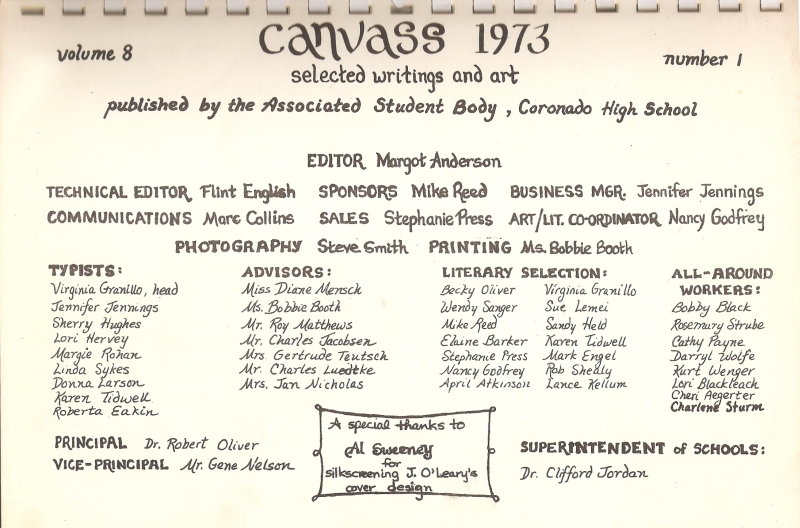 volume 8
canvass 1973
number 1
selected writings and art
published by the Associated Student Body, Coronado High School
EDITOR Margot Anderson
TECHNICAL EDITOR Flint English SPONSORS Mike Reed BUSINESS MGR. Jennifer Jennings
COMMUNICATIONS Marc Collins SALES Stephanie Press ART/LIT. CO-ORDINATOR Nancy Godfrey
PHOTOGRAPHY Steve Smith PRINTING Ms. Bobbie Booth
TYPISTS:
Virginia Granillo, head
Jennifer Jennings
Sherry Hughes
Lori Hervey
Margie Rohan
Linda Sykes
Donna Larson
Karen Tidwell
Roberta Eakin
ADVISORS:
Miss Diane Mensch
Ms. Bobbie Booth
Mr. Roy Matthews
Mr. Charles Jacobsen
Mrs Gertrude Teutsch
Mr. Charles Luedtke
Mrs. Jan Nicholas
LITERARY SELECTION:
Becky Oliver
Wendy Sanger
Mike Reed
Elaine Barker
Stephanie Press
Nancy Godfrey
April Atkinson
Virginia Granillo
Sue Lemei
Sandy Held
Karen Tidwell
Mark Engel
Rob Shealy
Lance Kellum
ALL-AROUND
WORKERS:
Bobby Black
Rosemary Strube
Cathy Payne
Darryl Wolfe
Kurt Wenger
Lori Blackleach
Cheri Aegerter
Charlene Sturm
PRINCIPAL Dr. Robert Oliver
VICE-PRINCIPAL Mr. Gene Nelson
A special thanks to
Al Sweeney
for
silkscreening J. O'Leary's
cover design
SUPERINTENDENT of SCHOOLS:
Dr. Clifford Jordan